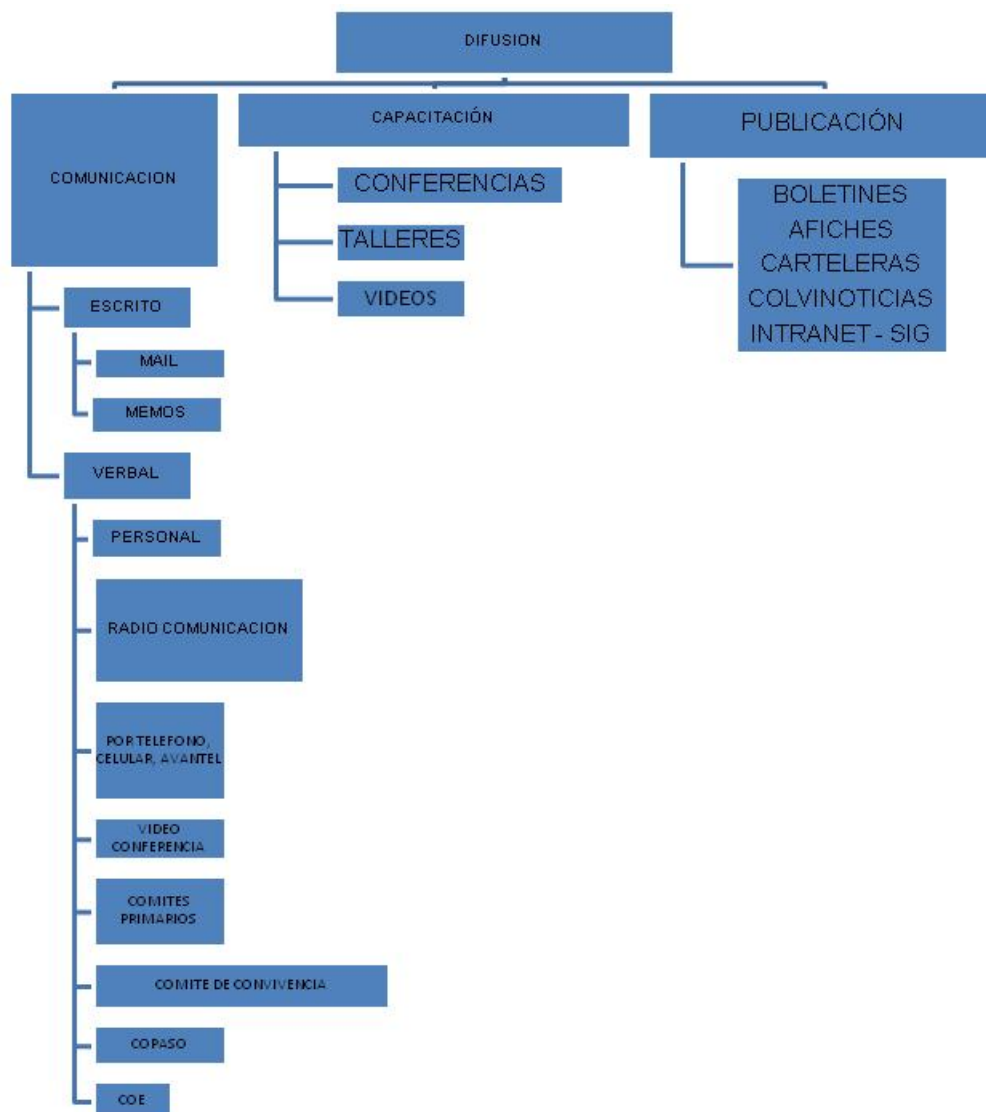 DIFUSION
COMUNICACION
CAPACITACIÓN
PUBLICACIÓN
CONFERENCIAS
TALLERES
VIDEOS
BOLETINES
AFICHES
CARTELERAS
COLVINOTICIAS
INTRANET - SIG
ESCRITO
MAIL
MEMOS
VERBAL
PERSONAL
RADIO COMUNICACION
POR TELEFONO,
CELULAR, AVANTEL
VIDEO
CONFERENCIA
COMITES
PRIMARIOS
COMITE DE CONVIVENCIA
COPASO
COE